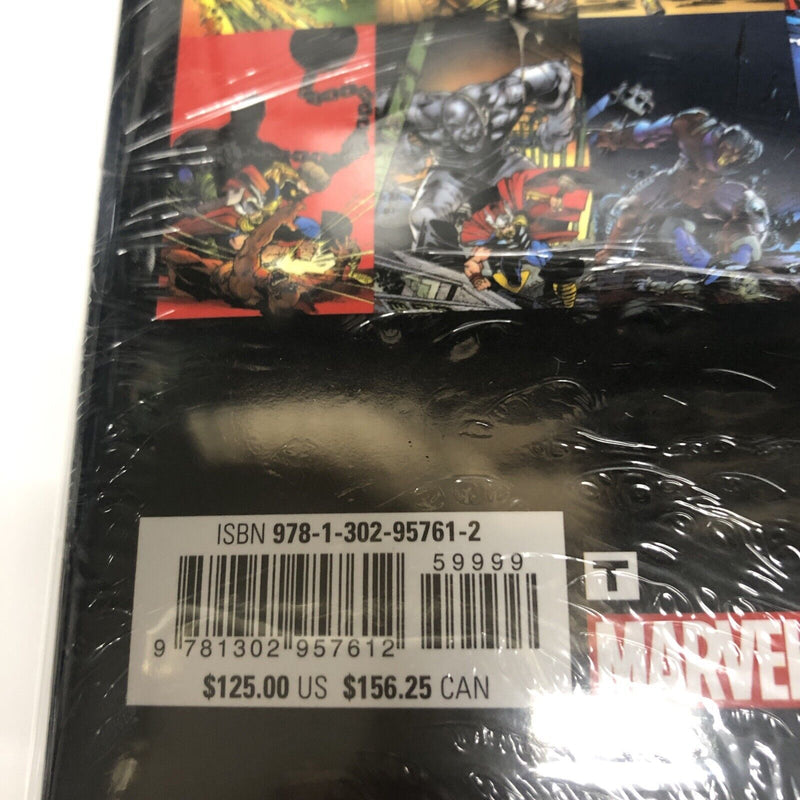 ISBN 978-1-302-95761-2
59999
9 781302 957612
$125.00 US $156.25 CAN
T
MARVEL